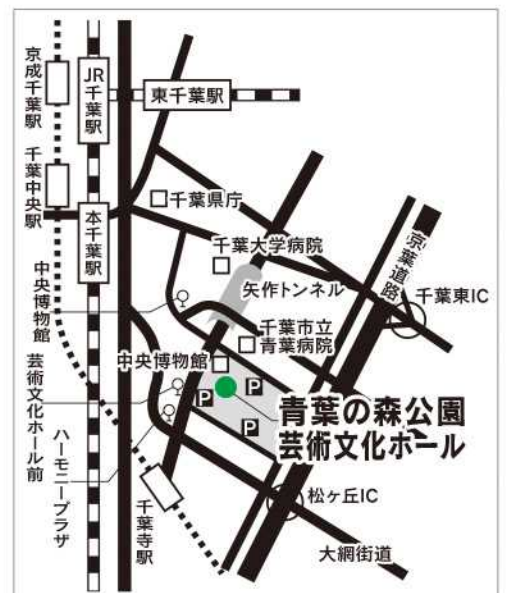 京成千葉駅
JR千葉駅
東千葉駅
千葉中央駅
本千葉駅
千葉県庁
千葉大学病院
京葉道路
矢作トンネル
千葉東IC
中央博物館
千葉市立
青葉病院
中央博物館
芸術文化ホール前
P
P
P
青葉の森公園
芸術文化ホール
ハーモニープラザ
千葉寺駅
松ヶ丘IC
大網街道